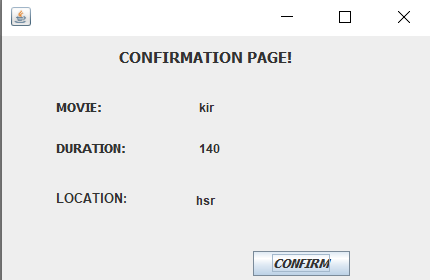 CONFIRMATION PAGE!
MOVIE: kir
DURATION: 140
LOCATION: hsr
CONFIRM